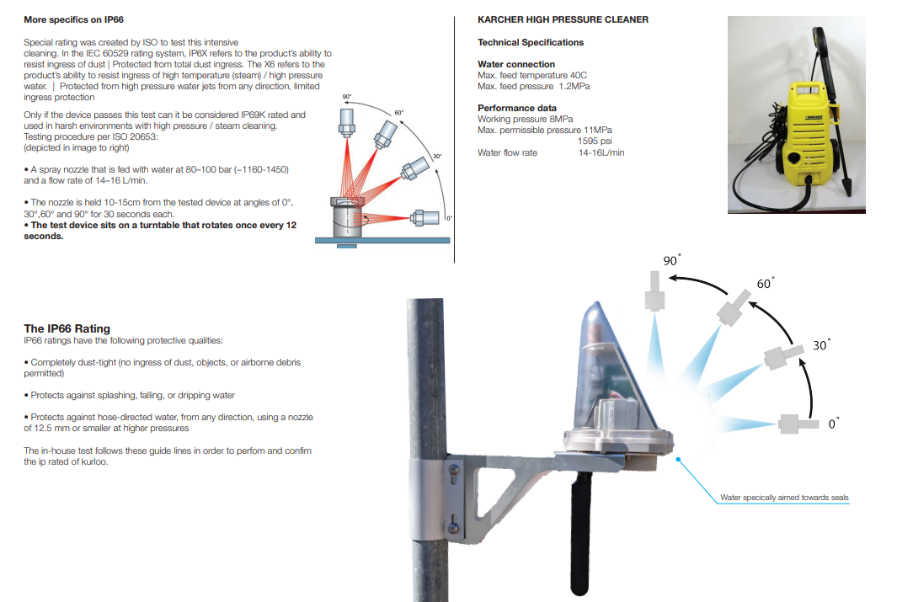 More specifics on IP66
Special rating was created by ISO to test this intensive
cleaning. In the IEC 60529 rating system, IP6X refers to the product's ability to
resist ingress of dust | Protected from total dust ingress. The X6 refers to the
product's ability to resist ingress of high temperature (steam) / high pressure
water. | Protected from high pressure water jets from any direction, limited
ingress protection
Only if the device passes this test can it be considered IP69K rated and
used in harsh environments with high pressure / steam cleaning.
Testing procedure per ISO 20653:
(depicted in image to right)
• A spray nozzle that is fed with water at 80–100 bar (~1160-1450)
and a flow rate of 14–16 L/min.
• The nozzle is held 10-15cm from the tested device at angles of 0°,
30°,60° and 90° for 30 seconds each.
• The test device sits on a turntable that rotates once every 12
seconds.
90°
60°
30°
0°
KARCHER HIGH PRESSURE CLEANER
Technical Specifications
Water connection
Max. feed temperature 40C
Max. feed pressure 1.2MPa
Performance data
Working pressure 8MPa
Max. permissible pressure 11MPa
1595 psi
Water flow rate 14-16L/min
The IP66 Rating
IP66 ratings have the following protective qualities:
• Completely dust-tight (no ingress of dust, objects, or airborne debris
permitted)
• Protects against splashing, falling, or dripping water
• Protects against hose-directed water, from any direction, using a nozzle
of 12.5 mm or smaller at higher pressures
The in-house test follows these guide lines in order to perfom and confim
the ip rated of kurloo.
90°
60°
30°
0°
Water specically aimed towards seals